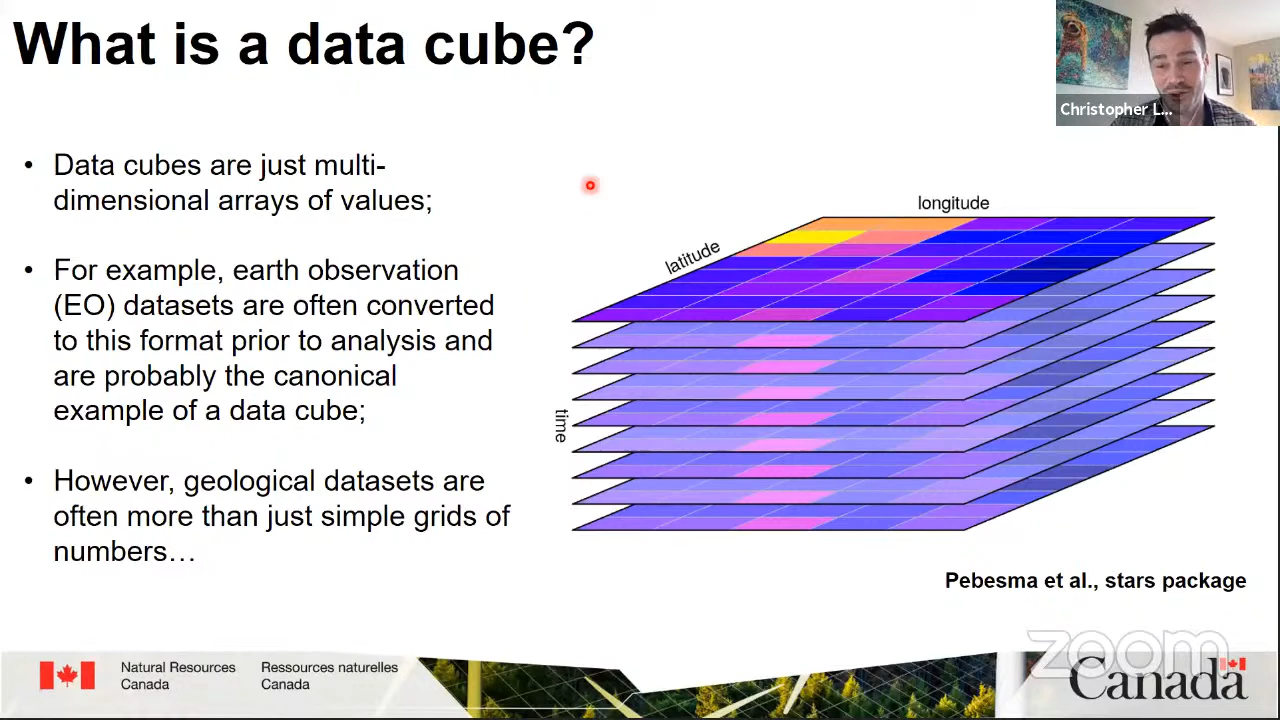 What is a data cube?
Christopher L...
• Data cubes are just multi-
dimensional arrays of values;
• For example, earth observation
(EO) datasets are often converted
to this format prior to analysis and
are probably the canonical
example of a data cube;
• However, geological datasets are
often more than just simple grids of
numbers…
longitude
latitude
time
Pebesma et al., stars package
zoom
Natural Resources
Canada
Ressources naturelles
Canada
Canada